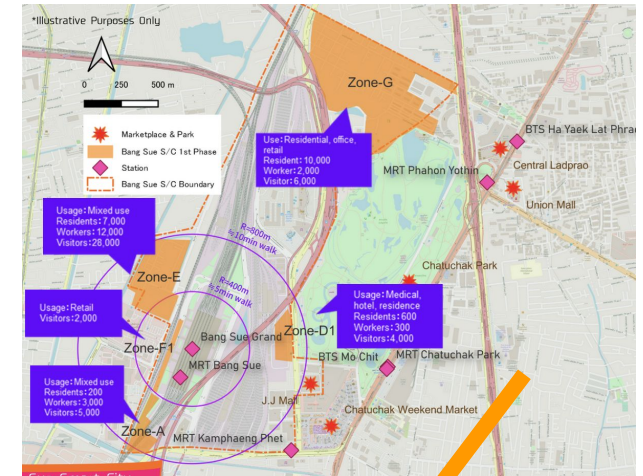 *Illustrative Purposes Only
0 250 500 m
Marketplace & Park
Bang Sue S/C 1st Phase
Station
Bang Sue S/C Boundary
Zone-G
Use: Residential, office,
retail
Resident: 10,000
Worker: 2,000
Visitor: 6,000
BTS Ha Yaek Lat Phrao
Central Ladprao
MRT Phahon Yothin
Union Mall
Usage: Mixed use
Residents: 7,000
Workers: 12,000
Visitors: 28,000
R=800m
≒10min walk
Zone-E
R=400m
≒5min walk
Chatuchak Park
Usage: Medical,
hotel, residence
Residents: 600
Workers: 300
Visitors: 4,000
Usage: Retail
Visitors: 2,000
Zone-F1
Bang Sue Grand
Zone-D1
MRT Bang Sue
BTS Mo Chit
MRT Chatuchak Park
Usage: Mixed use
Residents: 200
Workers: 3,000
Visitors: 5,000
J.J Mall
Chatuchak Weekend Market
Zone-A
MRT Kamphaeng Phet